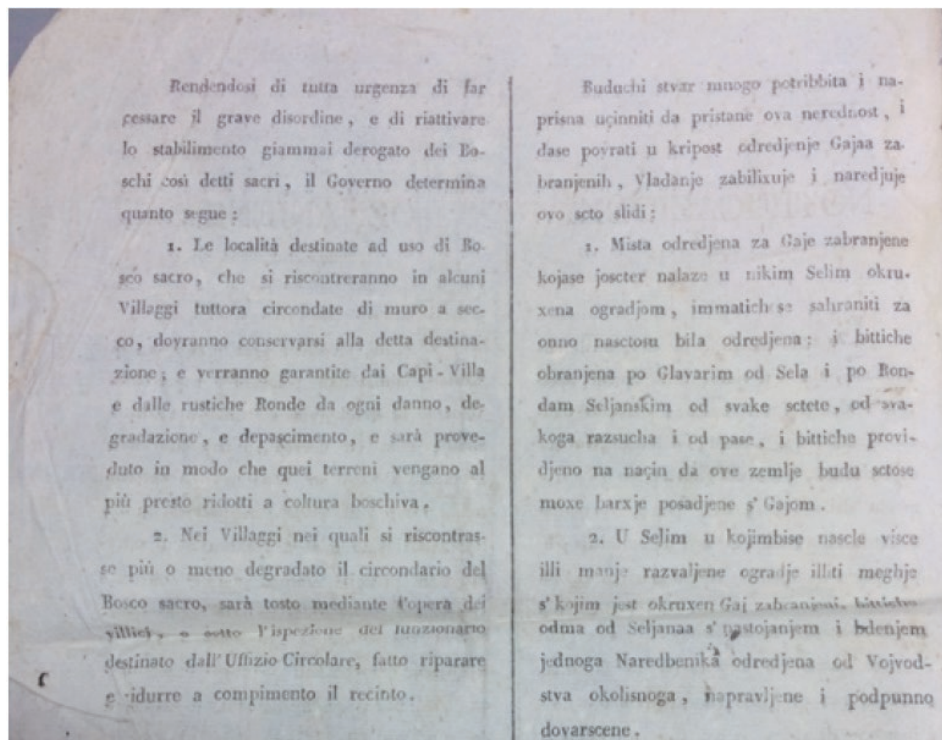 Rendendosi di tutta urgenza di far
cessare il grave disordine, e di riattivare
lo stabilimento giammai derogato dei Bo-
schi così detti sacri, il Governo determina
quanto segue:
1. Le località destinate ad uso di Bo-
sco sacro, che si riscontreranno in alcuni
Villaggi tuttora circondate di muro a sec-
co, dovranno conservarsi alla detta destina-
zione; e verranno garantite dai Capi-Villa
e dalle rustiche Ronde da ogni danno, de-
gradazione, e depascimento, e sarà prove-
duto in modo che quei terreni vengano al
più presto ridotti a coltura boschiva.
2. Nei Villaggi nei quali si riscontras-
se più o meno degradato il circondario del
Bosco sacro, sarà tosto mediante l'opera dei
villici, e sotto l'ispezione del funzionario
destinato dall'Uffizio Circolare, fatto riparare
e ridurre a compimento il recinto.
Buduchi stvar mnogo potribbita i na-
prisna uçinniti da pristane ova nerednost, i
dase povrati u kripost odredjenje Gajaa za-
branjenih, Vladanje zabilixuje i naredjuje
ovo scto slidi:
1. Mista odredjena za Gaje zabranjene
kojase joscter nalaze u nikim Selim okru-
xena ogradjom, immatichese sahraniti za
onno nasctosu bila odredjena; i bittiche
obranjena po Glavarim od Sela i po Ron-
dam Seljanskim od svake sctete, od sva-
koga razsucha i od pase, i bittiche provi-
djeno na naçin da ove zemlje budu sctose
moxe barxje posadjene s' Gajom.
2. U Selim u kojimbise nascle visce
illi manje razvaljene ogradje illiti meghje
s' kojim jest okruxen Gaj zabranjeni, bittiche
odma od Seljanaa s' nastojanjem i bdenjem
jednoga Naredbenika odredjena od Vojvod-
stva okolisnoga, napravljene i podpunno
dovarscene.